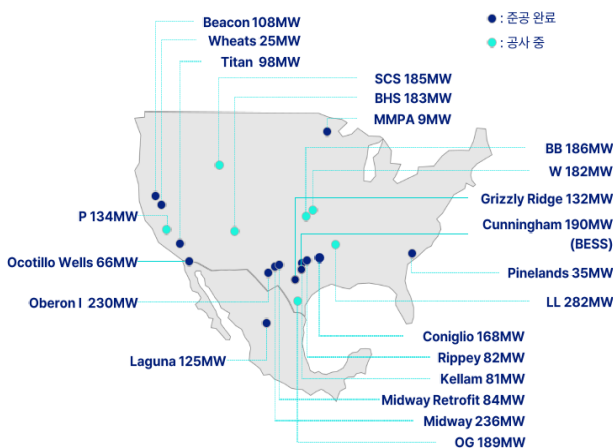 Beacon 108MW
Wheats 25MW
Titan 98MW
: 준공 완료
: 공사 중
SCS 185MW
BHS 183MW
MMPA 9MW
BB 186MW
W 182MW
Grizzly Ridge 132MW
Cunningham 190MW
(BESS)
P 134MW
Ocotillo Wells 66MW
Pinelands 35MW
Oberon I 230MW
LL 282MW
Coniglio 168MW
Rippey 82MW
Laguna 125MW
Kellam 81MW
Midway Retrofit 84MW
Midway 236MW
OG 189MW